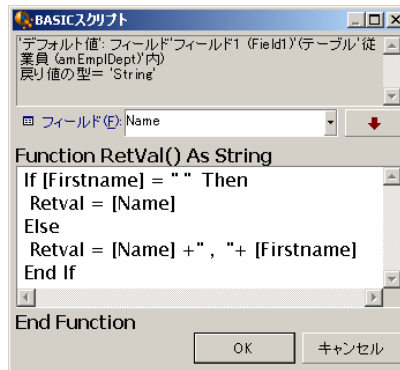 BASICスクリプト
'デフォルト値': フィールド'フィールド1 (Field1)'(テーブル'従
業員 (amEmplDept)'内)
戻り値の型= 'String'
フィールド(F): Name
Function RetVal() As String
If [Firstname] = " " Then
Retval = [Name]
Else
Retval = [Name] +" , "+ [Firstname]
End If
End Function
OK キャンセル